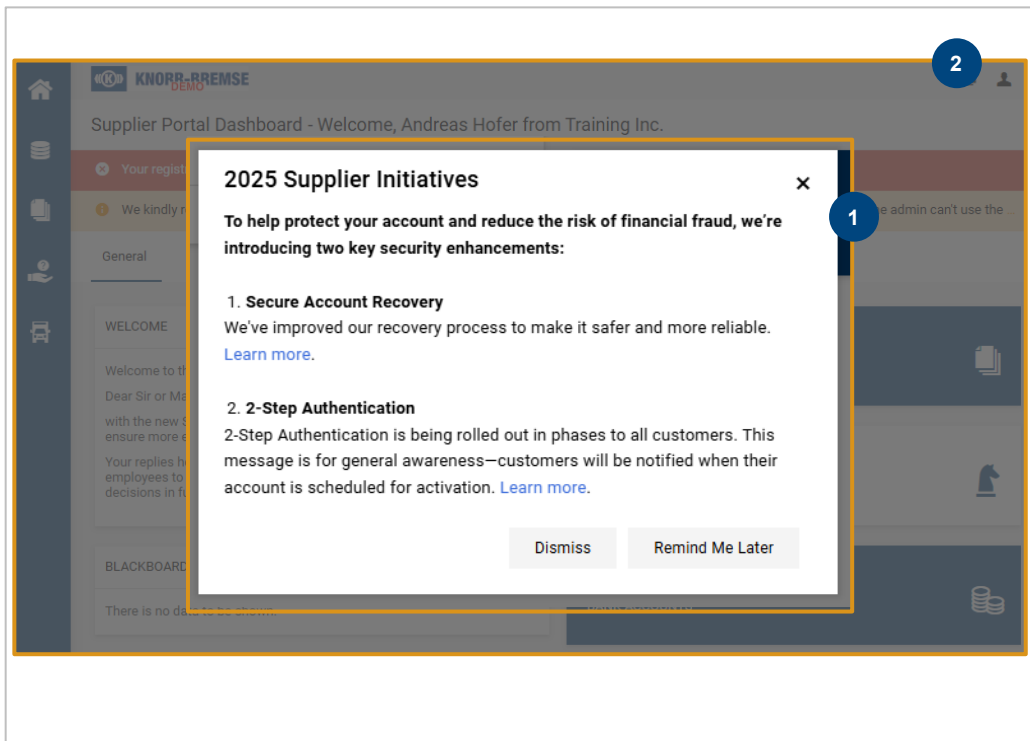 2
KNORR-BREMSE
DEMO
Supplier Portal Dashboard - Welcome, Andreas Hofer from Training Inc.
Your regist
We kindly r
e admin can't use the ...
1
General
2025 Supplier Initiatives
To help protect your account and reduce the risk of financial fraud, we're
introducing two key security enhancements:
1. Secure Account Recovery
We've improved our recovery process to make it safer and more reliable.
Learn more.
2. 2-Step Authentication
2-Step Authentication is being rolled out in phases to all customers. This
message is for general awareness—customers will be notified when their
account is scheduled for activation. Learn more.
Dismiss
Remind Me Later
WELCOME
Welcome to th
Dear Sir or Ma
with the new S
ensure more e
Your replies h
employees to
decisions in fu
BLACKBOARD
There is no data to be shown.